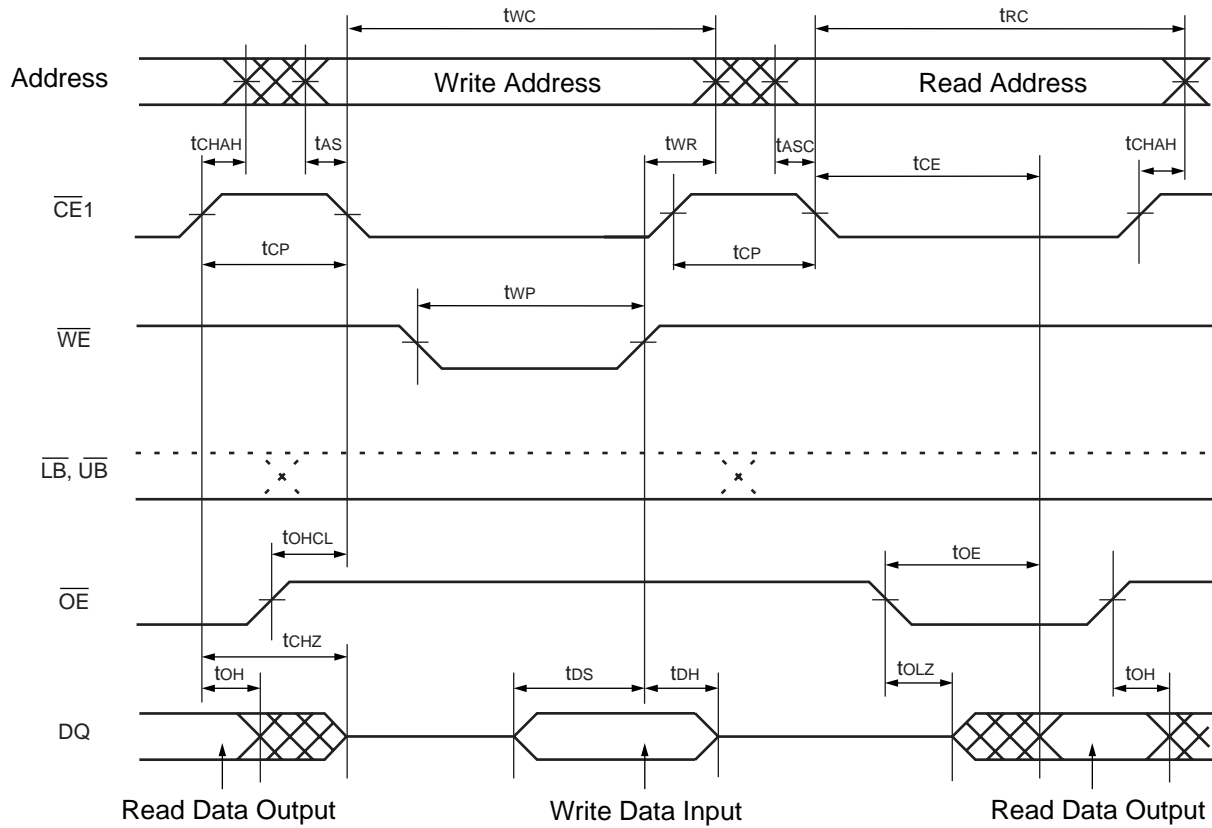 tWC tRC
Address Write Address Read Address
tCHAH tAS tWR tASC tCHAH
tCE
CE1
tCP tCP
tWP
WE
LB, UB
tOHCL tOE
OE
tCHZ
tOH tDS tDH tOLZ tOH
DQ
Read Data Output Write Data Input Read Data Output